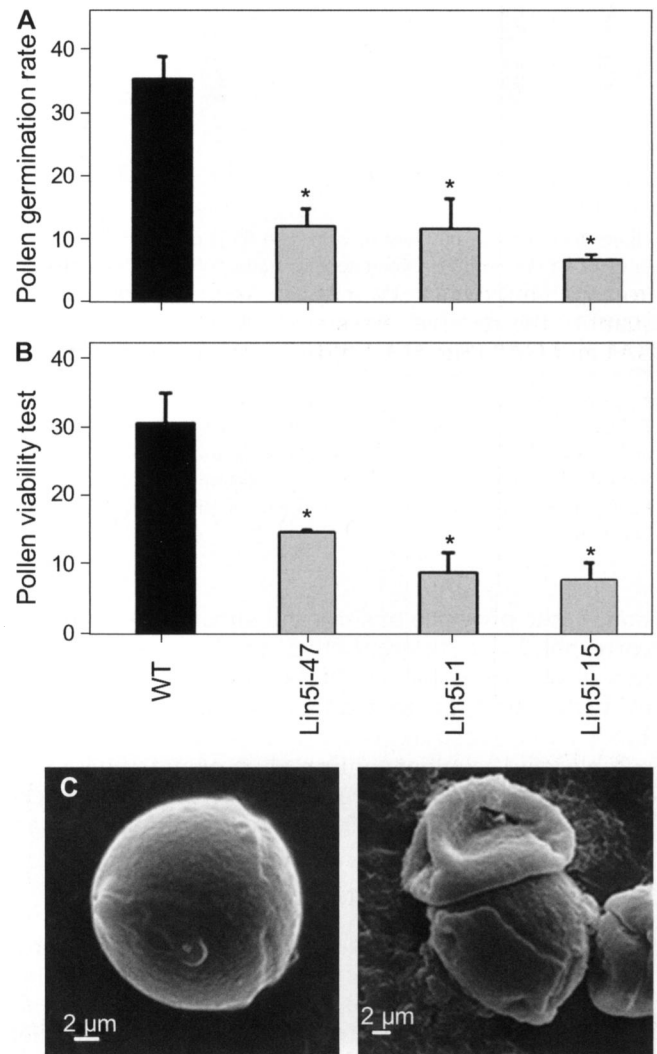 A
Pollen germination rate
40
30
20
10
0
* * *
B
Pollen viability test
40
30
20
10
0
* * *
WT
Lin5i-47
Lin5i-1
Lin5i-15
C
2 µm
2 µm